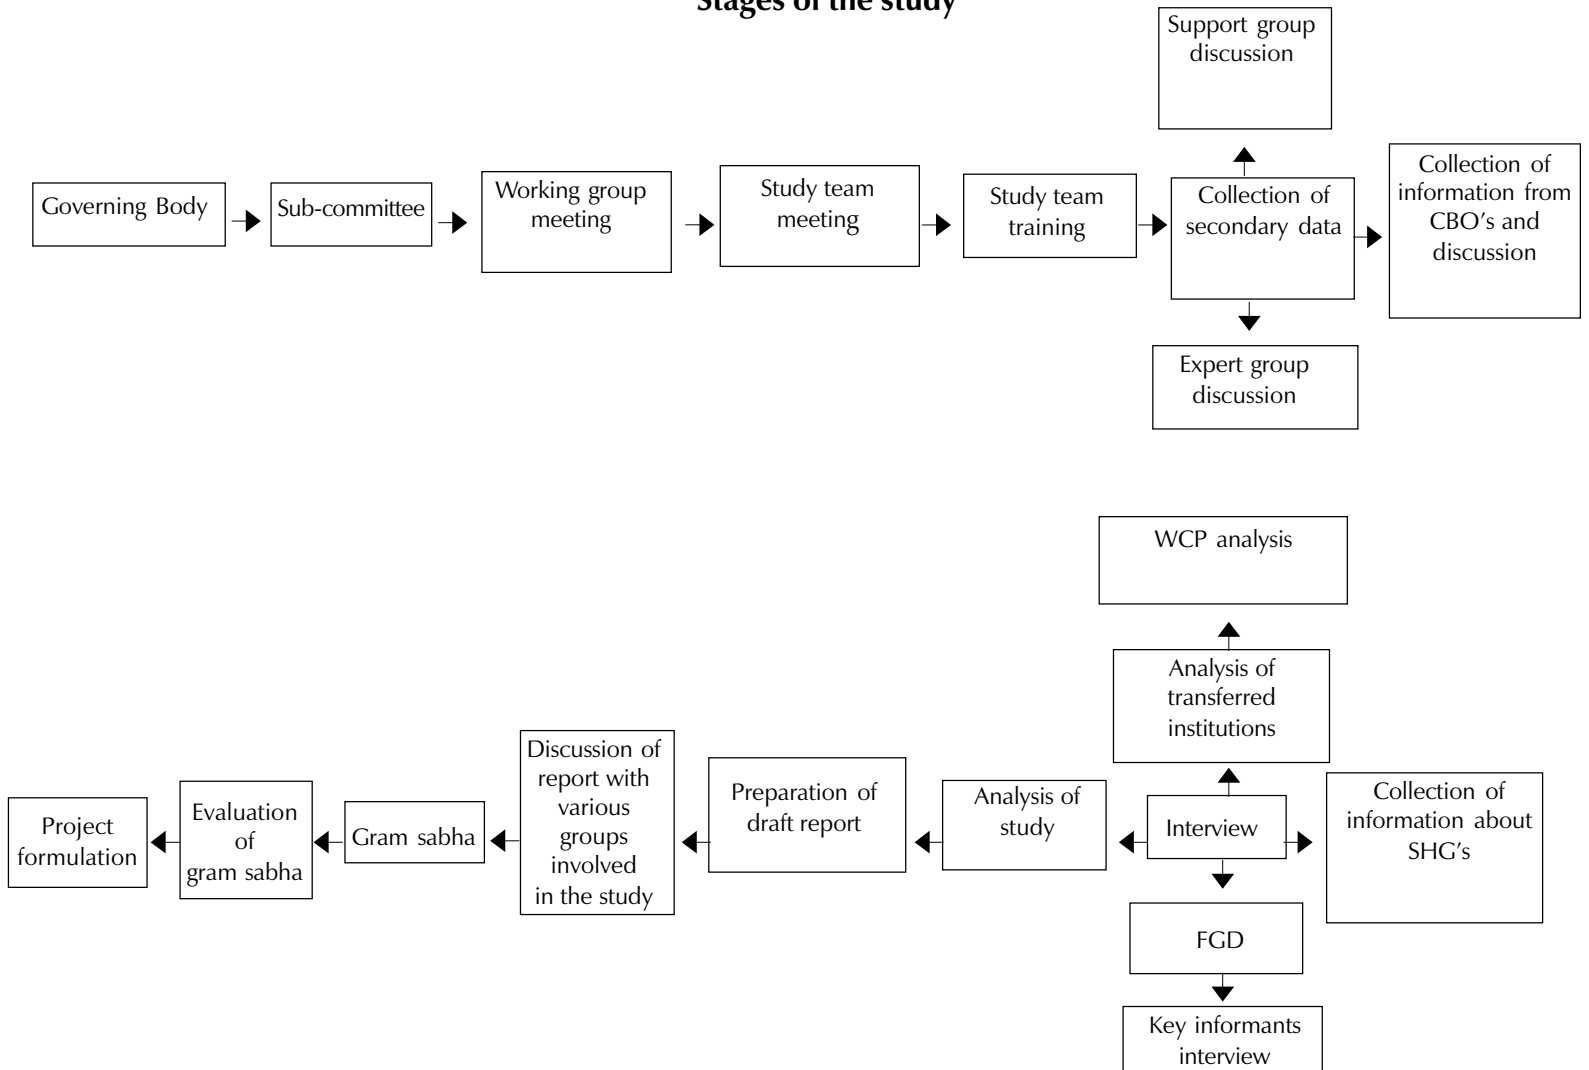 Stages of the study
Support group
discussion
Governing Body
Sub-committee
Working group
meeting
Study team
meeting
Study team
training
Collection of
secondary data
Collection of
information from
CBO's and
discussion
Expert group
discussion
WCP analysis
Analysis of
transferred
institutions
Project
formulation
Evaluation
of
gram sabha
Gram sabha
Discussion of
report with
various
groups
involved
in the study
Preparation of
draft report
Analysis of
study
Interview
Collection of
information about
SHG's
FGD
Key informants
interview